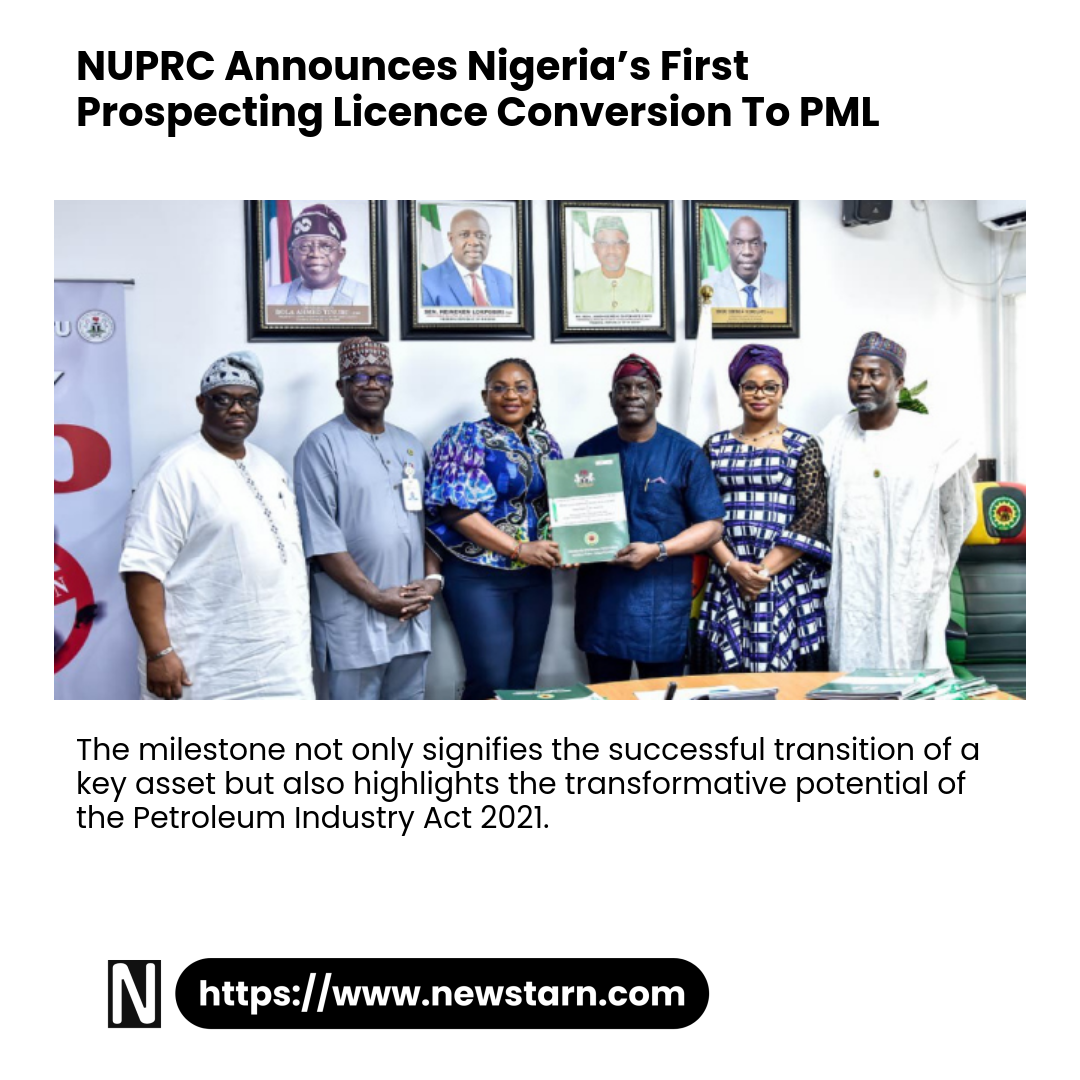 NUPRC Announces Nigeria’s First
Prospecting Licence Conversion To PML
The milestone not only signifies the successful transition of a
key asset but also highlights the transformative potential of
the Petroleum Industry Act 2021.
N
https://www.newstarn.com